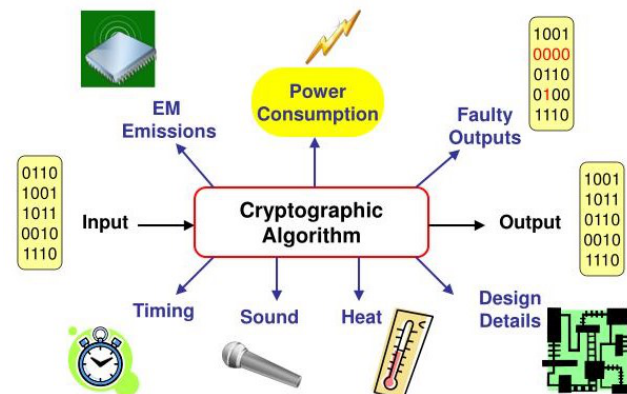 1001
0000
0110
0100
1110
Power
Consumption
EM
Emissions
Faulty
Outputs
0110
1001
1011
0010
1110
Input
Cryptographic
Algorithm
Output
1001
1011
0110
0010
1110
Timing
Sound
Heat
Design
Details